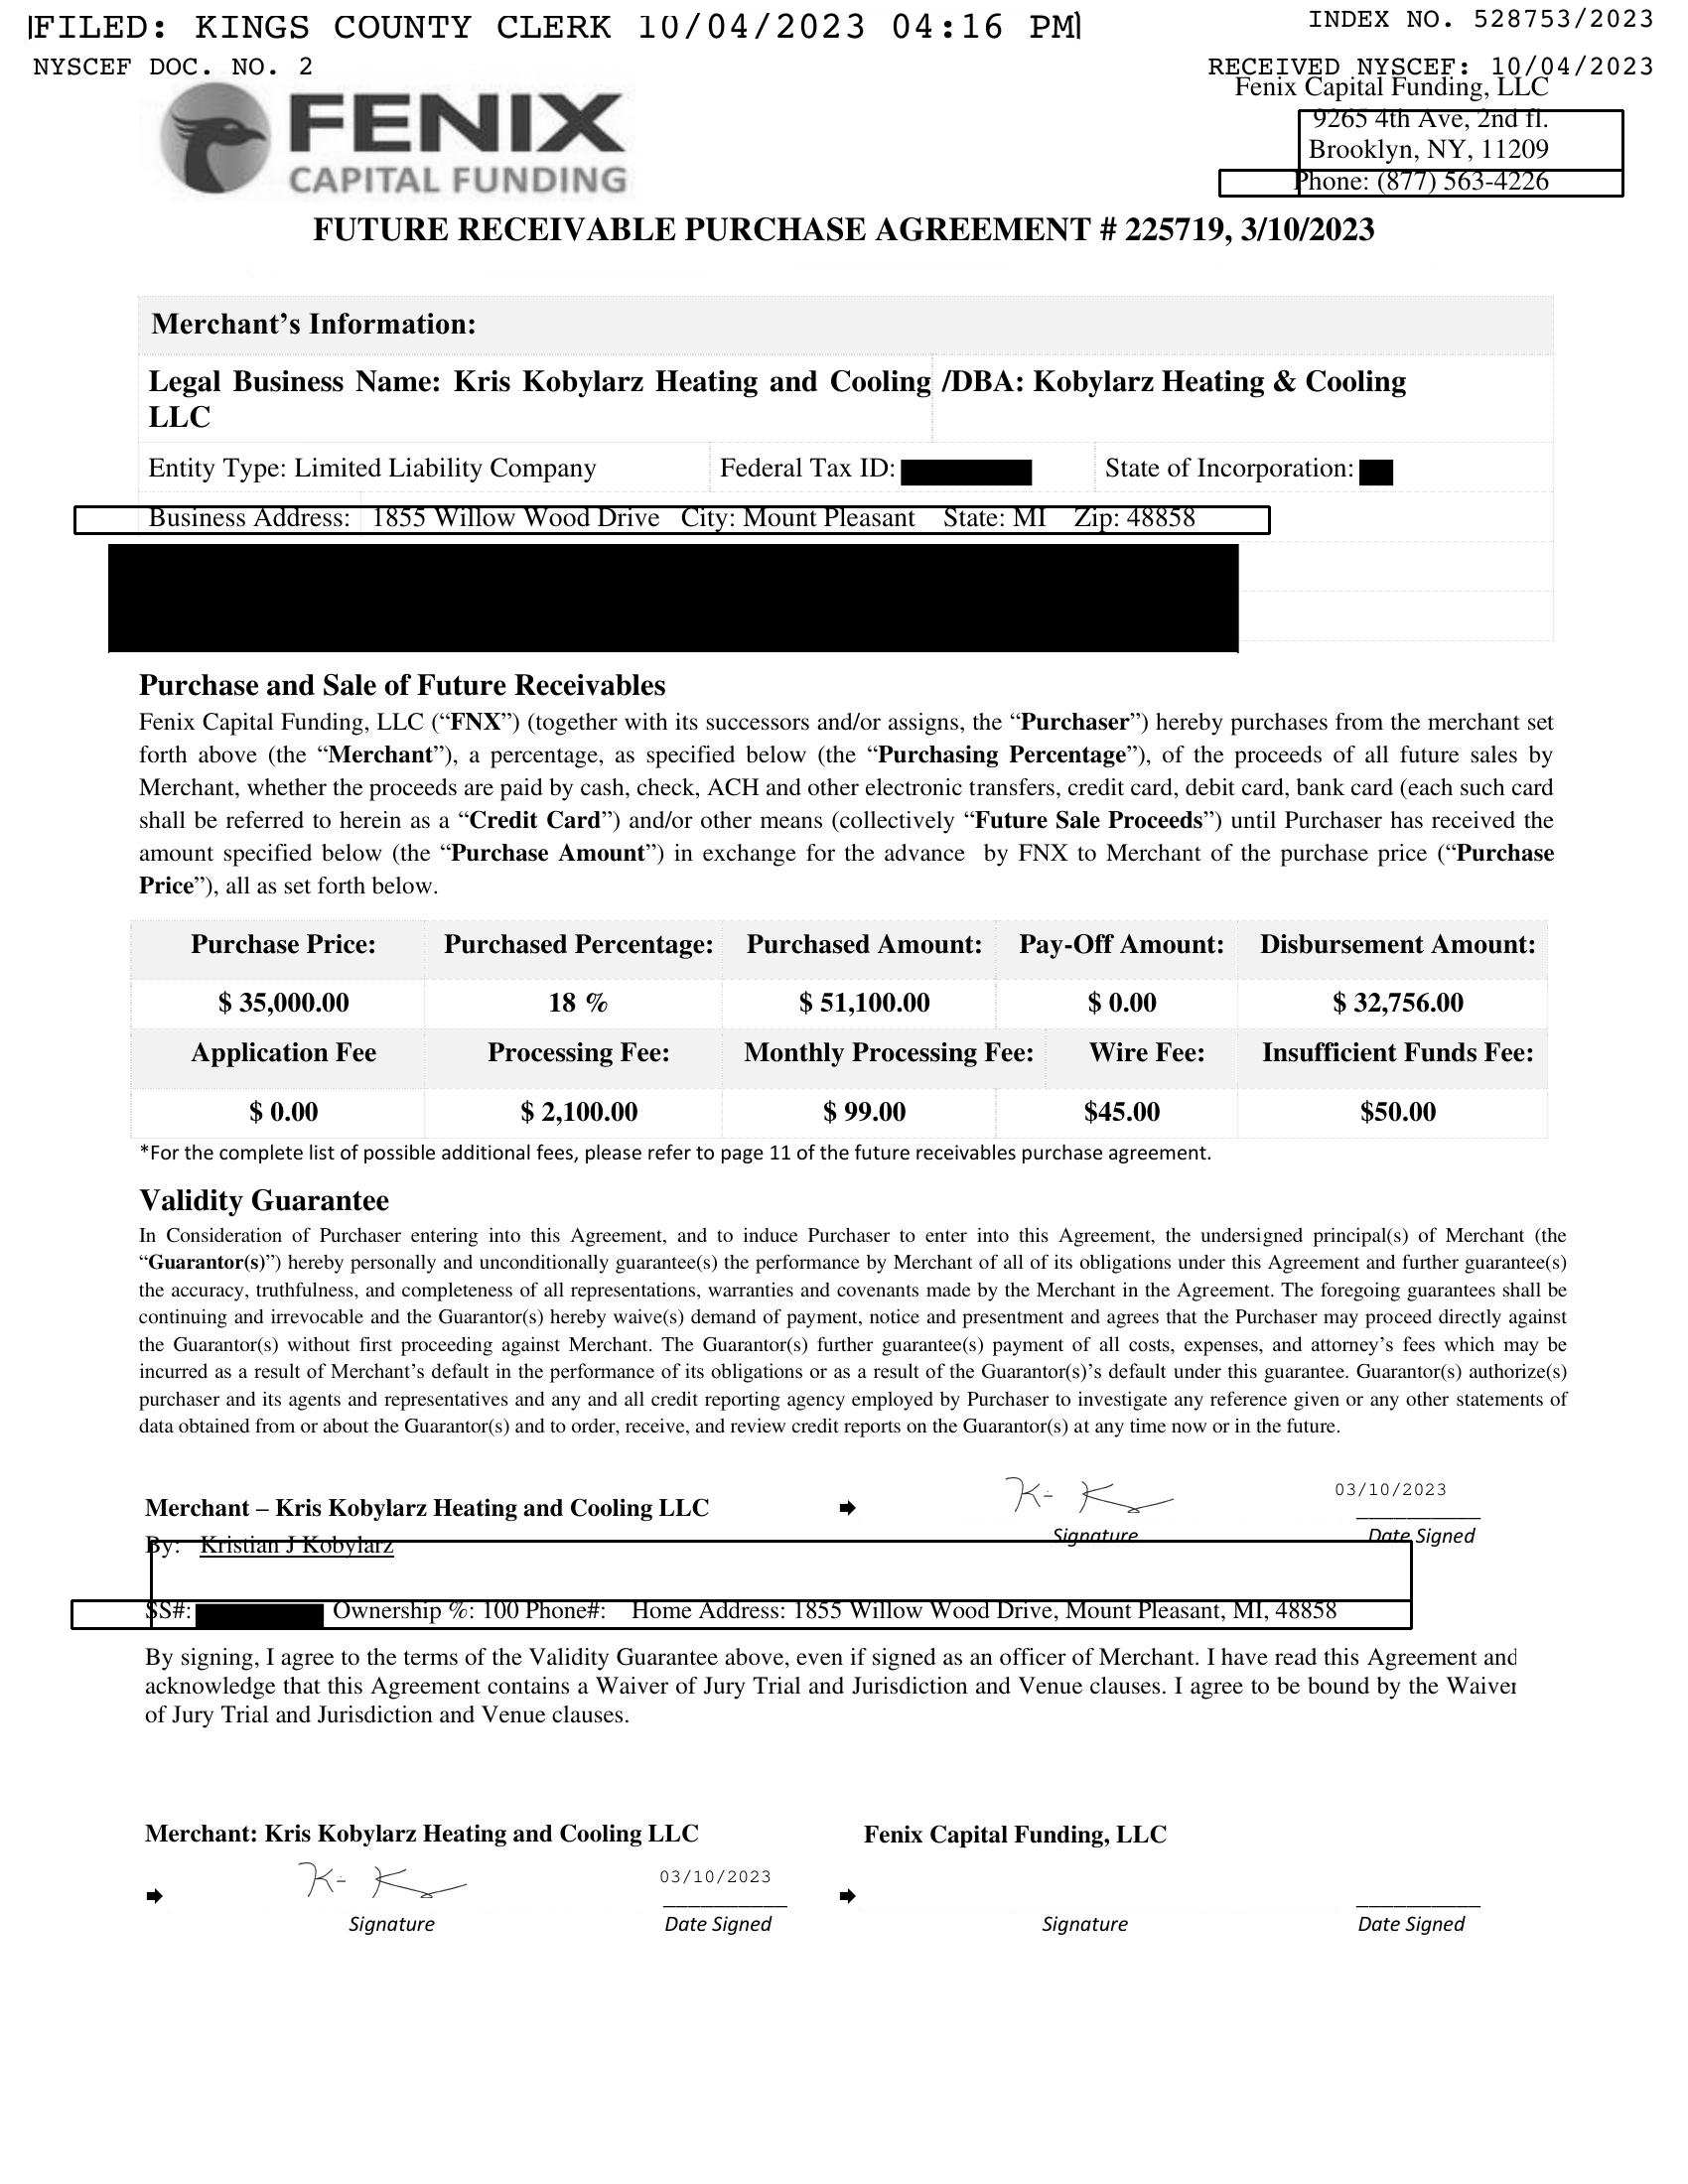 FILED: KINGS COUNTY CLERK 10/04/2023 04:16 PM
INDEX NO. 528753/2023
NYSCEF DOC. NO. 2
RECEIVED NYSCEF: 10/04/2023
FENIX
CAPITAL FUNDING
Fenix Capital Funding, LLC
9265 4th Ave, 2nd fl.
Brooklyn, NY, 11209
Phone: (877) 563-4226
FUTURE RECEIVABLE PURCHASE AGREEMENT # 225719, 3/10/2023
Merchant’s Information:
Legal Business Name: Kris Kobylarz Heating and Cooling LLC /DBA: Kobylarz Heating & Cooling
Entity Type: Limited Liability Company Federal Tax ID: State of Incorporation:
Business Address: 1855 Willow Wood Drive City: Mount Pleasant State: MI Zip: 48858
Purchase and Sale of Future Receivables
Fenix Capital Funding, LLC (“FNX”) (together with its successors and/or assigns, the “Purchaser”) hereby purchases from the merchant set
forth above (the “Merchant”), a percentage, as specified below (the “Purchasing Percentage”), of the proceeds of all future sales by
Merchant, whether the proceeds are paid by cash, check, ACH and other electronic transfers, credit card, debit card, bank card (each such card
shall be referred to herein as a “Credit Card”) and/or other means (collectively “Future Sale Proceeds”) until Purchaser has received the
amount specified below (the “Purchase Amount”) in exchange for the advance by FNX to Merchant of the purchase price (“Purchase
Price”), all as set forth below.
Purchase Price: Purchased Percentage: Purchased Amount: Pay-Off Amount: Disbursement Amount:
$ 35,000.00 18 % $ 51,100.00 $ 0.00 $ 32,756.00
Application Fee Processing Fee: Monthly Processing Fee: Wire Fee: Insufficient Funds Fee:
$ 0.00 $ 2,100.00 $ 99.00 $45.00 $50.00
*For the complete list of possible additional fees, please refer to page 11 of the future receivables purchase agreement.
Validity Guarantee
In Consideration of Purchaser entering into this Agreement, and to induce Purchaser to enter into this Agreement, the undersigned principal(s) of Merchant (the
“Guarantor(s)”) hereby personally and unconditionally guarantee(s) the performance by Merchant of all of its obligations under this Agreement and further guarantee(s)
the accuracy, truthfulness, and completeness of all representations, warranties and covenants made by the Merchant in the Agreement. The foregoing guarantees shall be
continuing and irrevocable and the Guarantor(s) hereby waive(s) demand of payment, notice and presentment and agrees that the Purchaser may proceed directly against
the Guarantor(s) without first proceeding against Merchant. The Guarantor(s) further guarantee(s) payment of all costs, expenses, and attorney’s fees which may be
incurred as a result of Merchant’s default in the performance of its obligations or as a result of the Guarantor(s)’s default under this guarantee. Guarantor(s) authorize(s)
purchaser and its agents and representatives and any and all credit reporting agency employed by Purchaser to investigate any reference given or any other statements of
data obtained from or about the Guarantor(s) and to order, receive, and review credit reports on the Guarantor(s) at any time now or in the future.
Merchant – Kris Kobylarz Heating and Cooling LLC K- K 03/10/2023
Signature Date Signed
By: Kristian J Kobylarz
SS#: Ownership %: 100 Phone#: Home Address: 1855 Willow Wood Drive, Mount Pleasant, MI, 48858
By signing, I agree to the terms of the Validity Guarantee above, even if signed as an officer of Merchant. I have read this Agreement and
acknowledge that this Agreement contains a Waiver of Jury Trial and Jurisdiction and Venue clauses. I agree to be bound by the Waiver
of Jury Trial and Jurisdiction and Venue clauses.
Merchant: Kris Kobylarz Heating and Cooling LLC Fenix Capital Funding, LLC
K- K 03/10/2023
Signature Date Signed Signature Date Signed